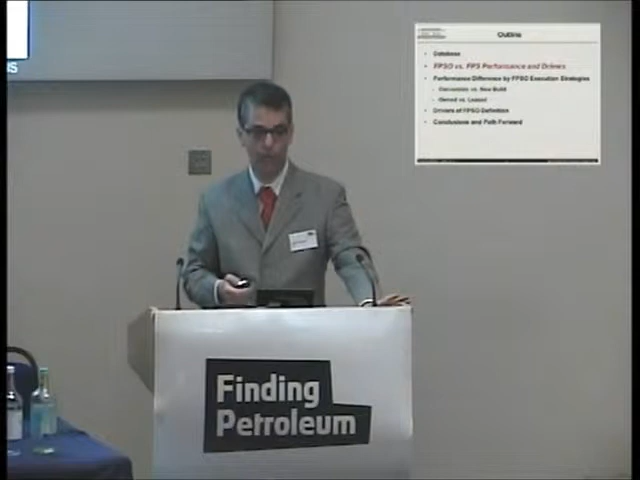 Outline
Database
FPSO vs. FPS Performance and Drivers
Performance Difference by FPSO Execution Strategies
Conversion vs. New Build
Owned vs. Leased
Drivers of FPSO Definition
Conclusions and Path Forward
Finding
Petroleum